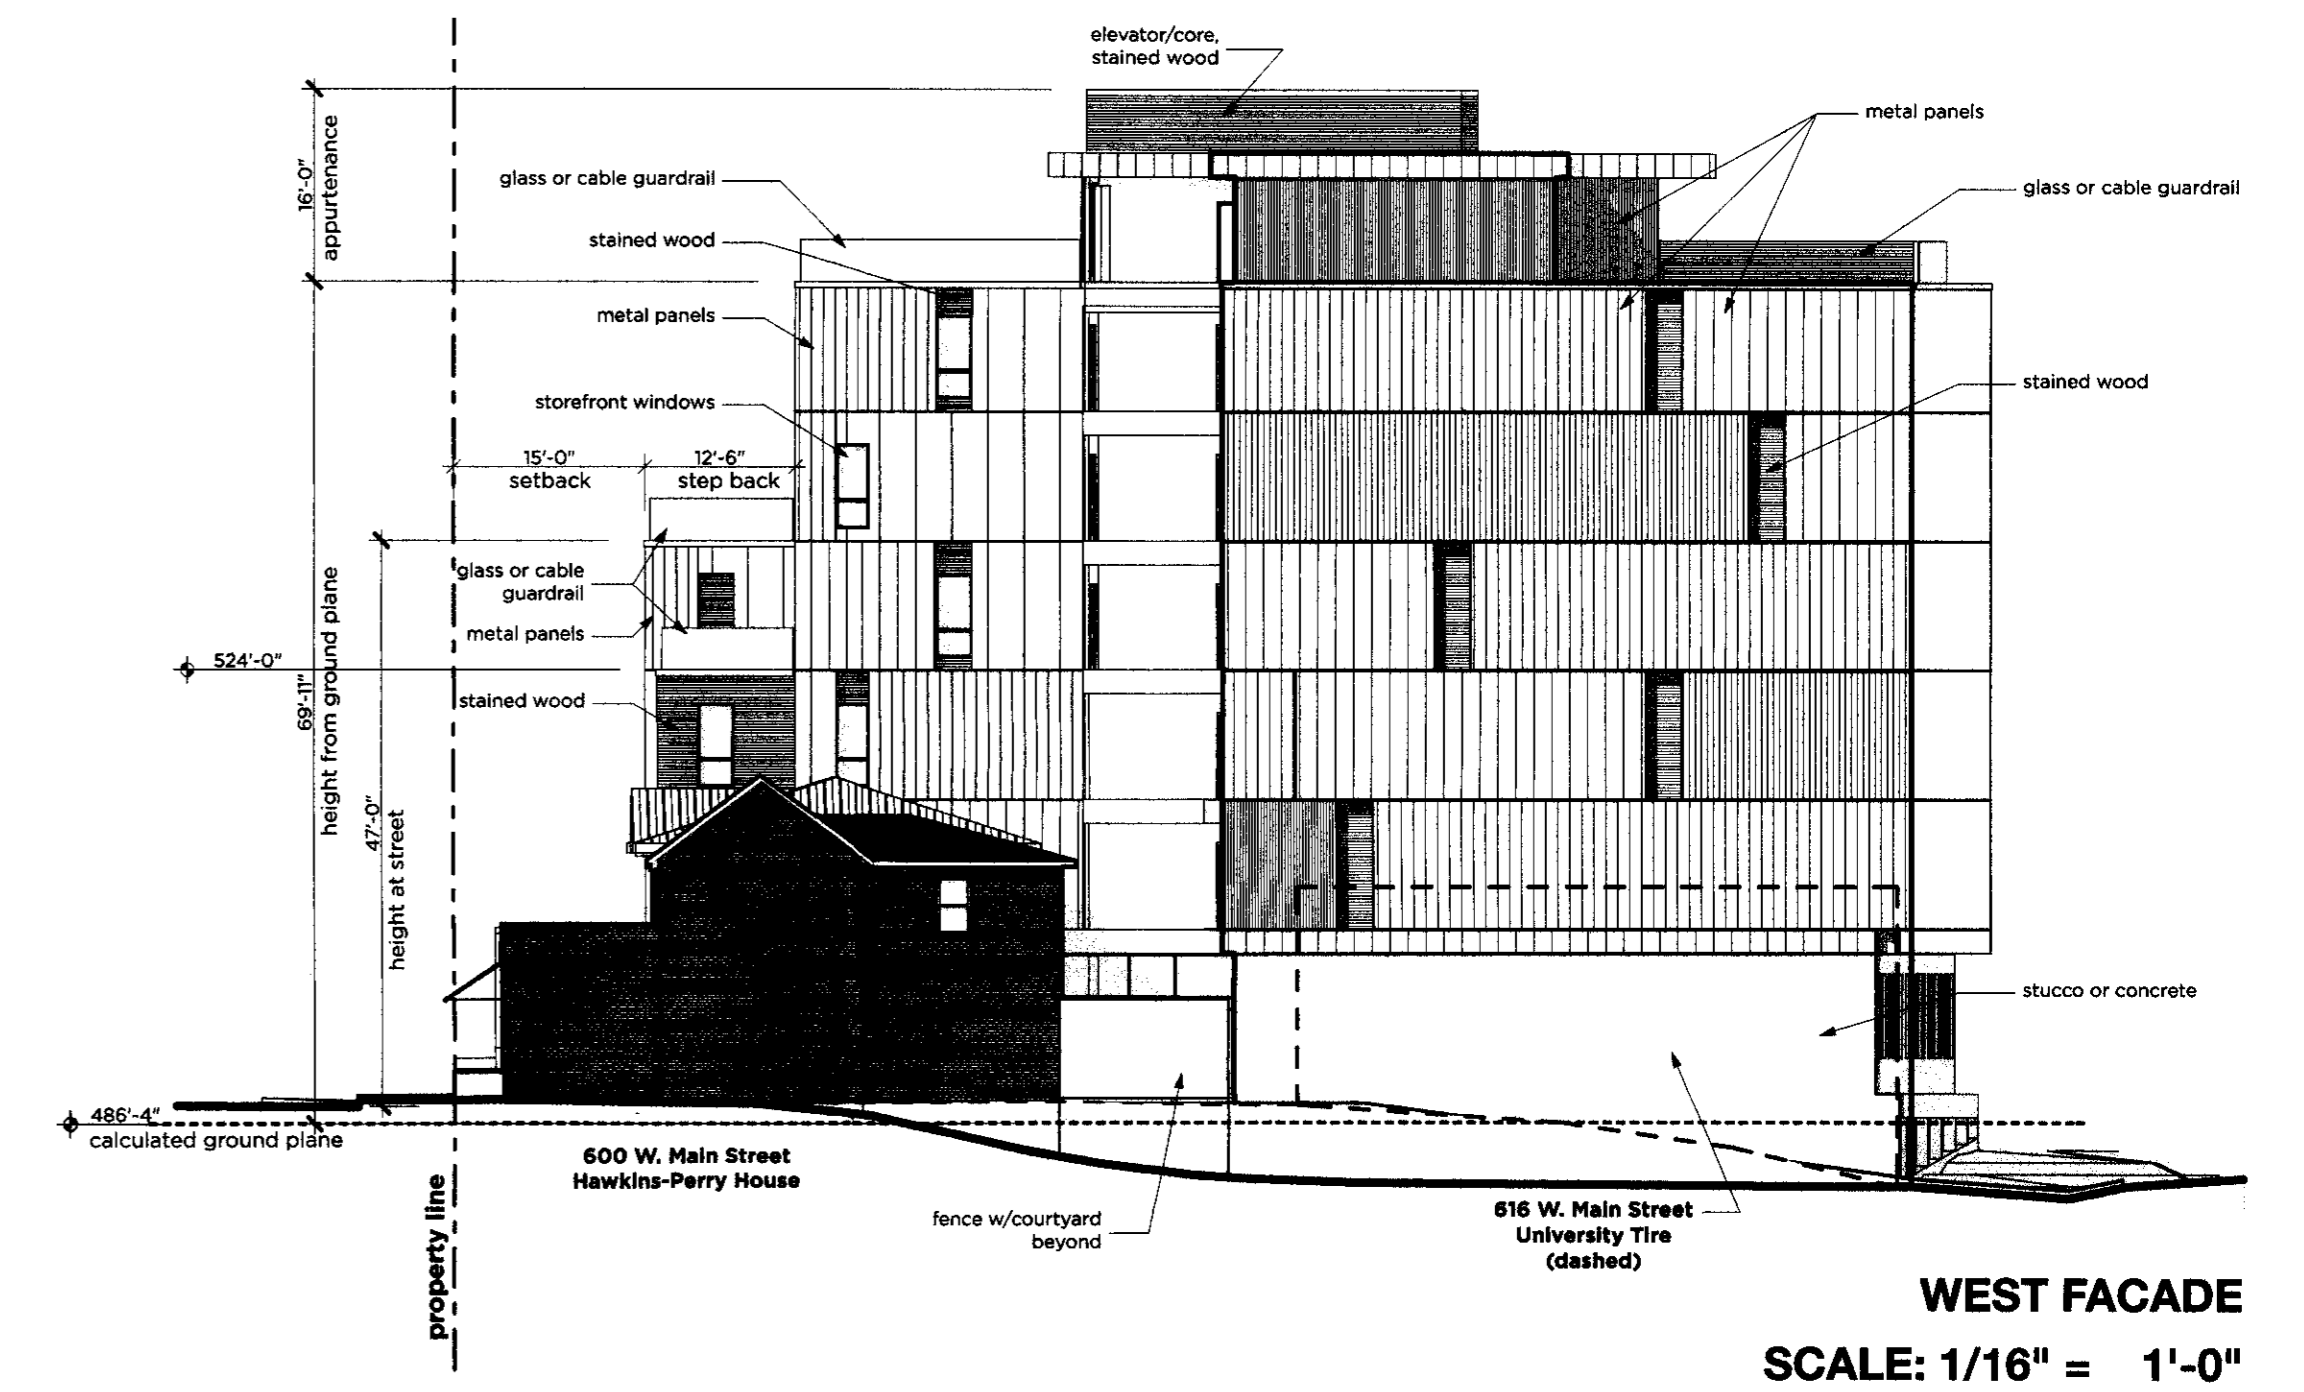 elevator/core,
stained wood
metal panels
16'-0"
appurtenance
glass or cable guardrail
glass or cable guardrail
stained wood
metal panels
stained wood
storefront windows
15'-0"
setback
12'-6"
step back
glass or cable
guardrail
metal panels
524'-0"
69'-11"
height from ground plane
stained wood
47'-0"
height at street
stucco or concrete
486'-4"
calculated ground plane
600 W. Main Street
Hawkins-Perry House
property line
fence w/courtyard
beyond
616 W. Main Street
University Tire
(dashed)
WEST FACADE
SCALE: 1/16" = 1'-0"